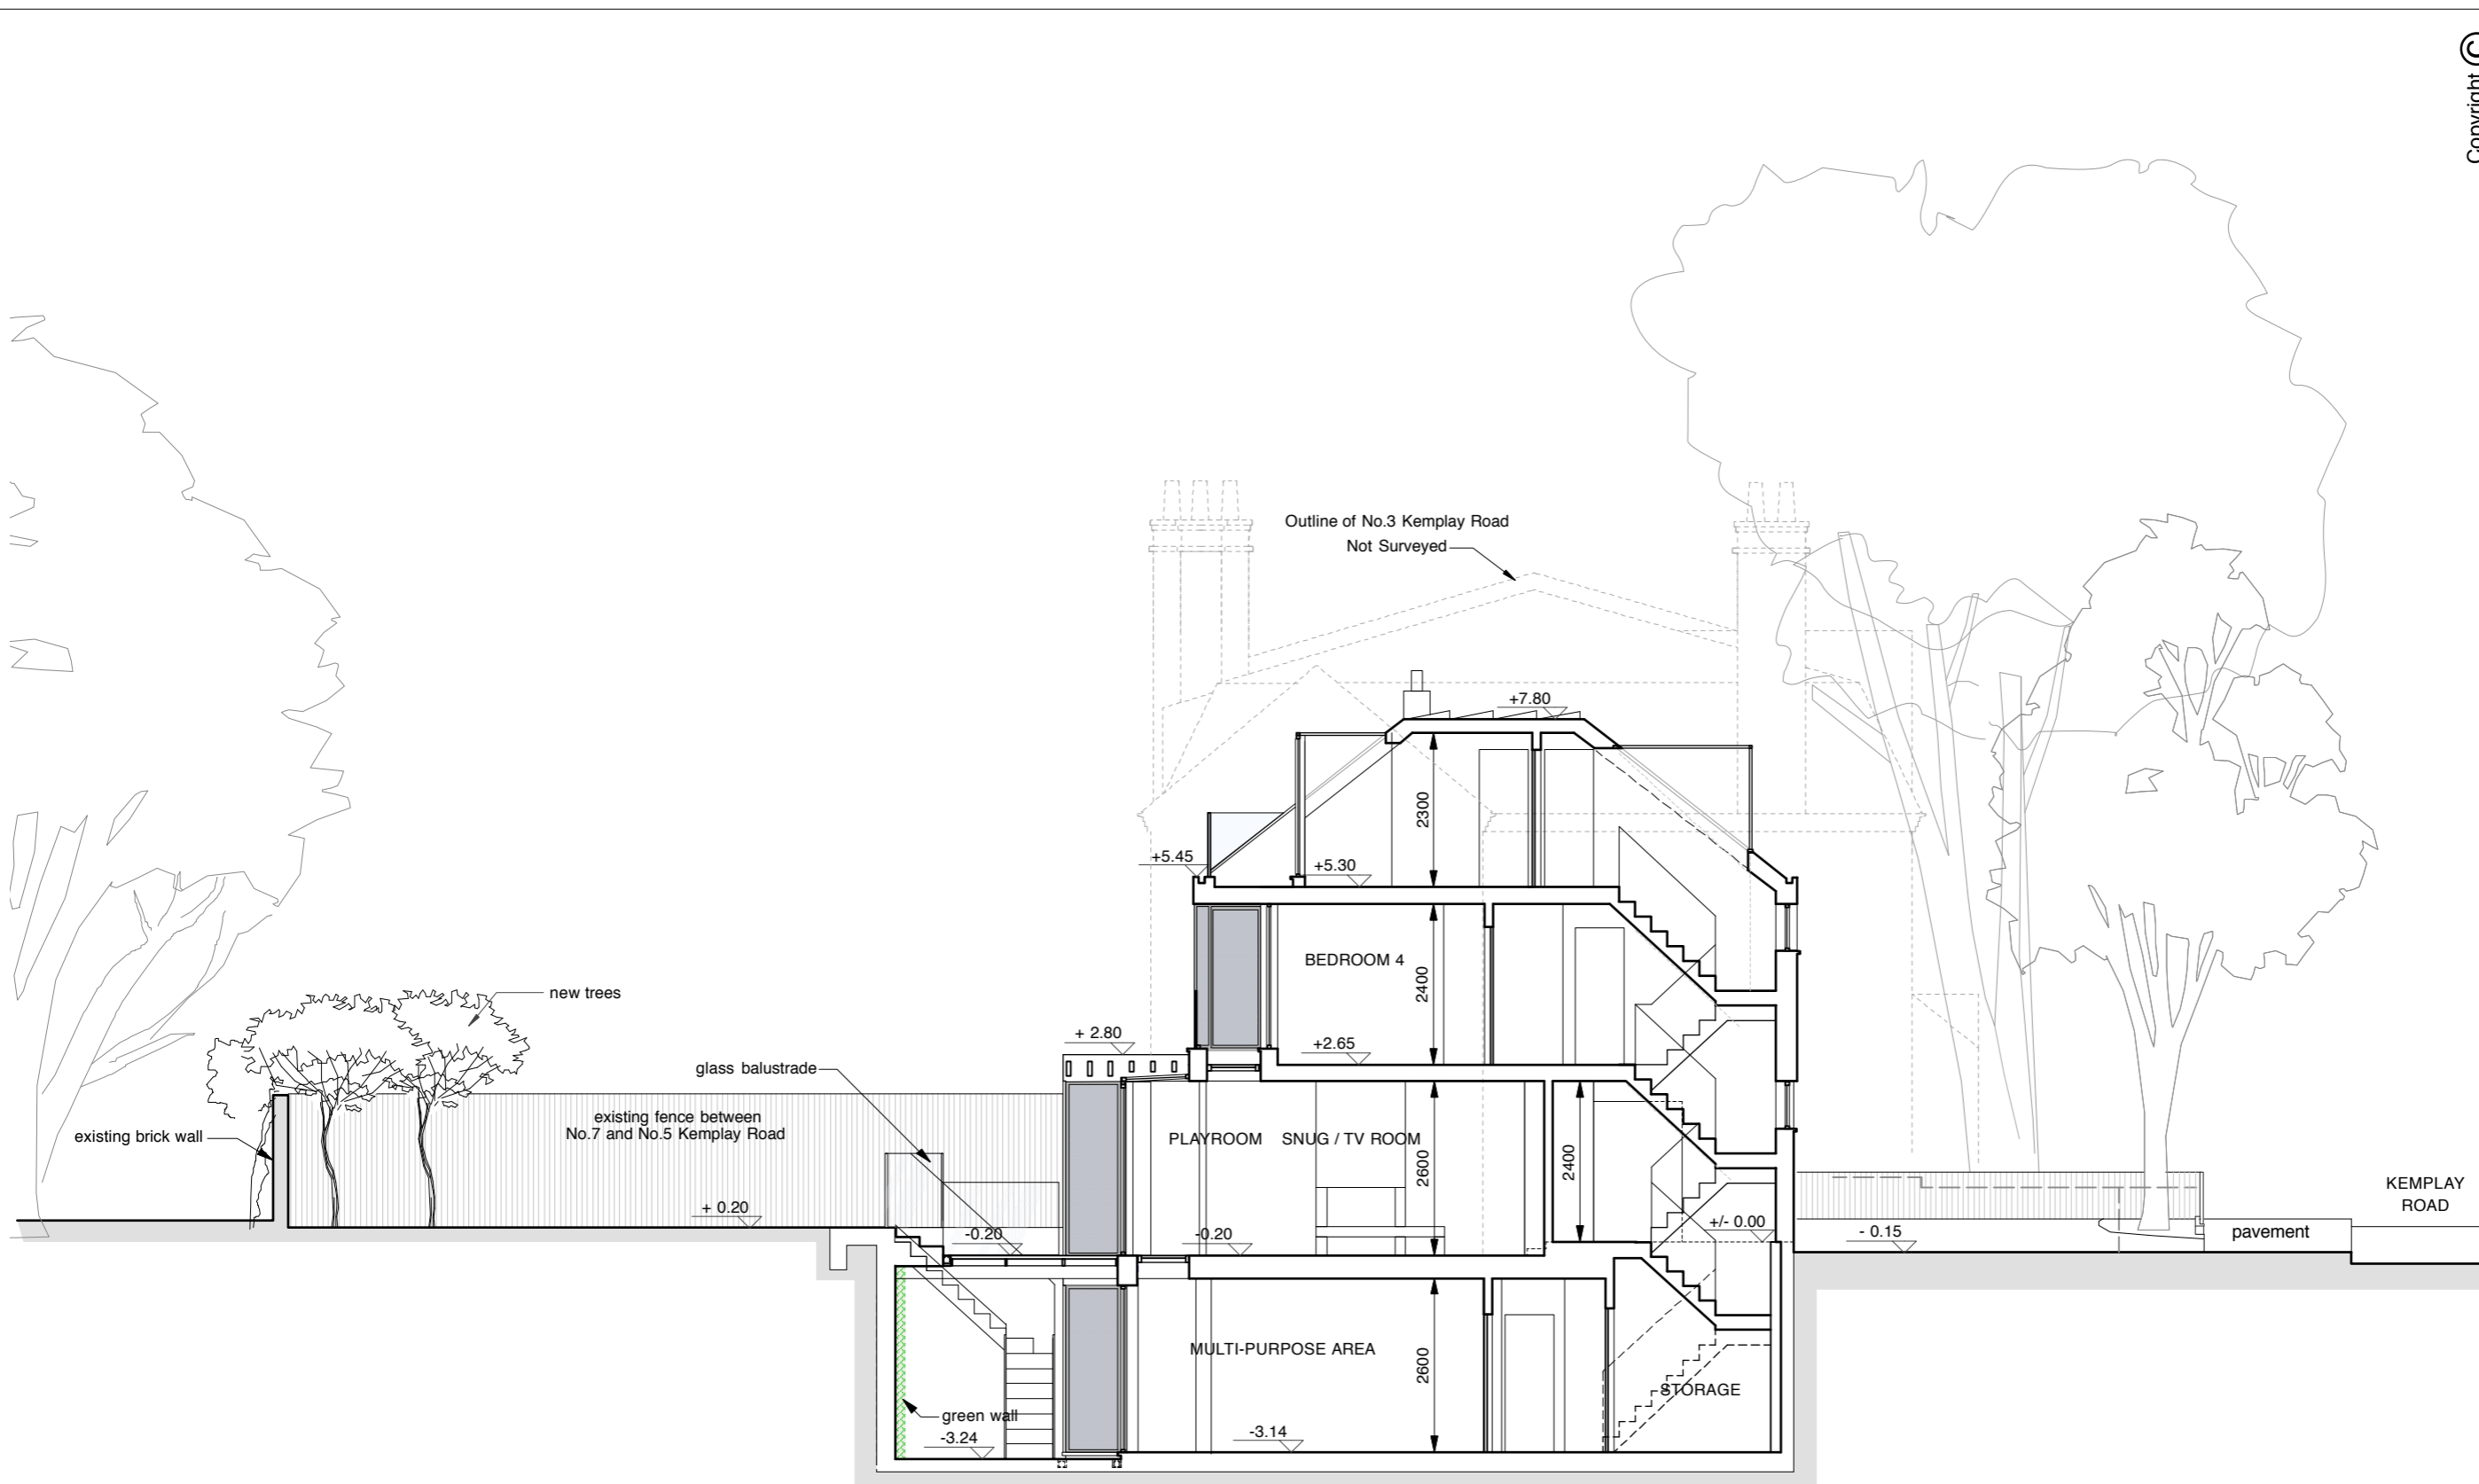 Copyright ©
Outline of No.3 Kemplay Road
Not Surveyed
+7.80
2300
+5.45
+5.30
BEDROOM 4
2400
new trees
+ 2.80
+2.65
glass balustrade
existing fence between
No.7 and No.5 Kemplay Road
existing brick wall
PLAYROOM
SNUG / TV ROOM
2600
2400
KEMPLAY
ROAD
+ 0.20
-0.20
-0.20
+/- 0.00
- 0.15
pavement
MULTI-PURPOSE AREA
2600
STORAGE
green wall
-3.24
-3.14